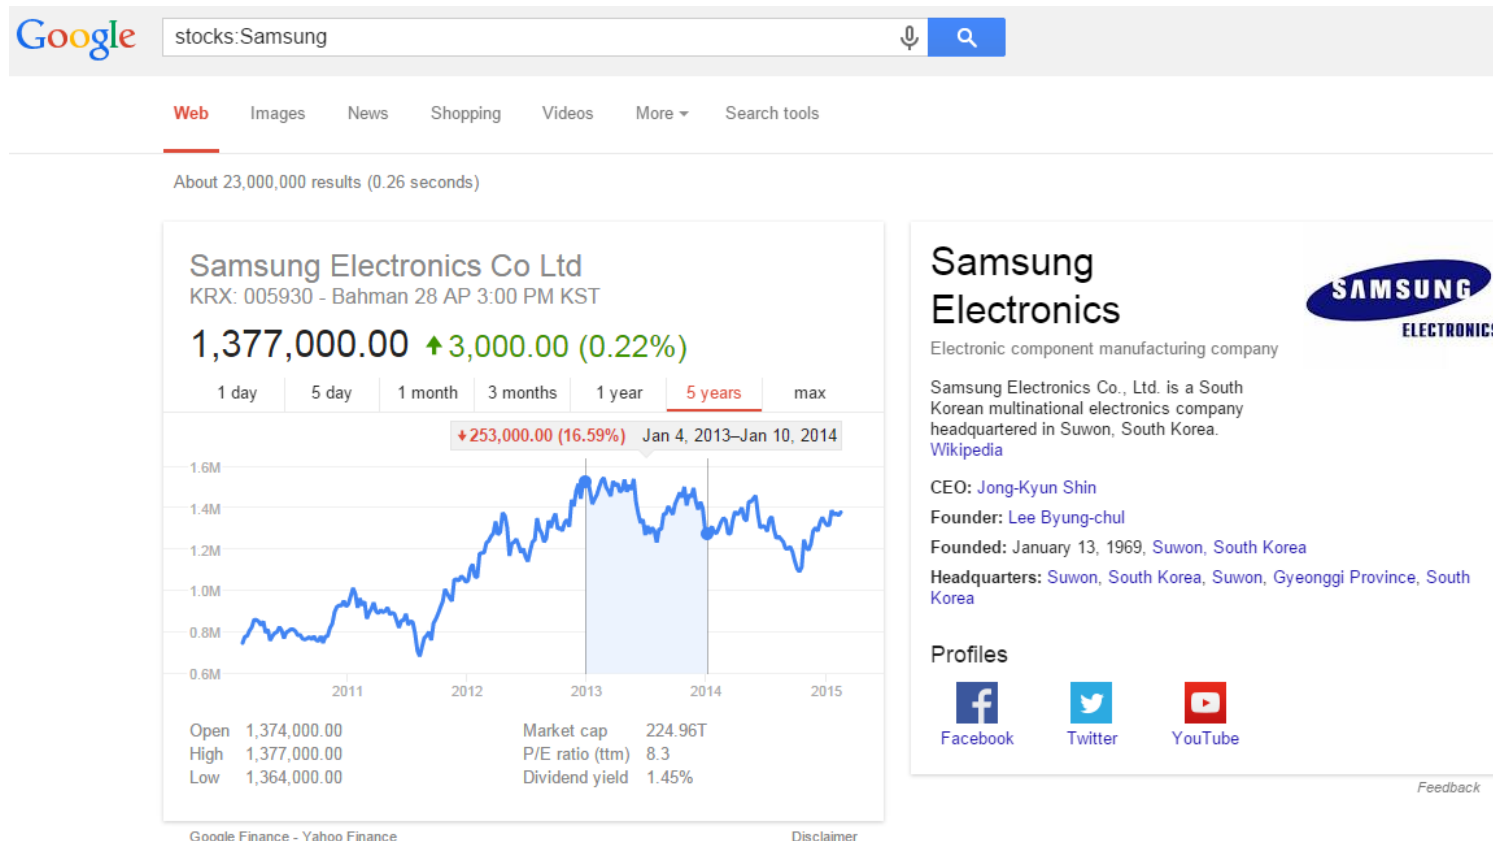 Google
stocks:Samsung
Web Images News Shopping Videos More Search tools
About 23,000,000 results (0.26 seconds)
Samsung Electronics Co Ltd
KRX: 005930 - Bahman 28 AP 3:00 PM KST
1,377,000.00 3,000.00 (0.22%)
1 day 5 day 1 month 3 months 1 year 5 years max
253,000.00 (16.59%) Jan 4, 2013–Jan 10, 2014
1.6M
1.4M
1.2M
1.0M
0.8M
0.6M
2011 2012 2013 2014 2015
Open 1,374,000.00 Market cap 224.96T
High 1,377,000.00 P/E ratio (ttm) 8.3
Low 1,364,000.00 Dividend yield 1.45%
Google Finance - Yahoo Finance Disclaimer
Samsung
Electronics
SAMSUNG
ELECTRONICS
Electronic component manufacturing company
Samsung Electronics Co., Ltd. is a South
Korean multinational electronics company
headquartered in Suwon, South Korea.
Wikipedia
CEO: Jong-Kyun Shin
Founder: Lee Byung-chul
Founded: January 13, 1969, Suwon, South Korea
Headquarters: Suwon, South Korea, Suwon, Gyeonggi Province, South
Korea
Profiles
Facebook Twitter YouTube
Feedback